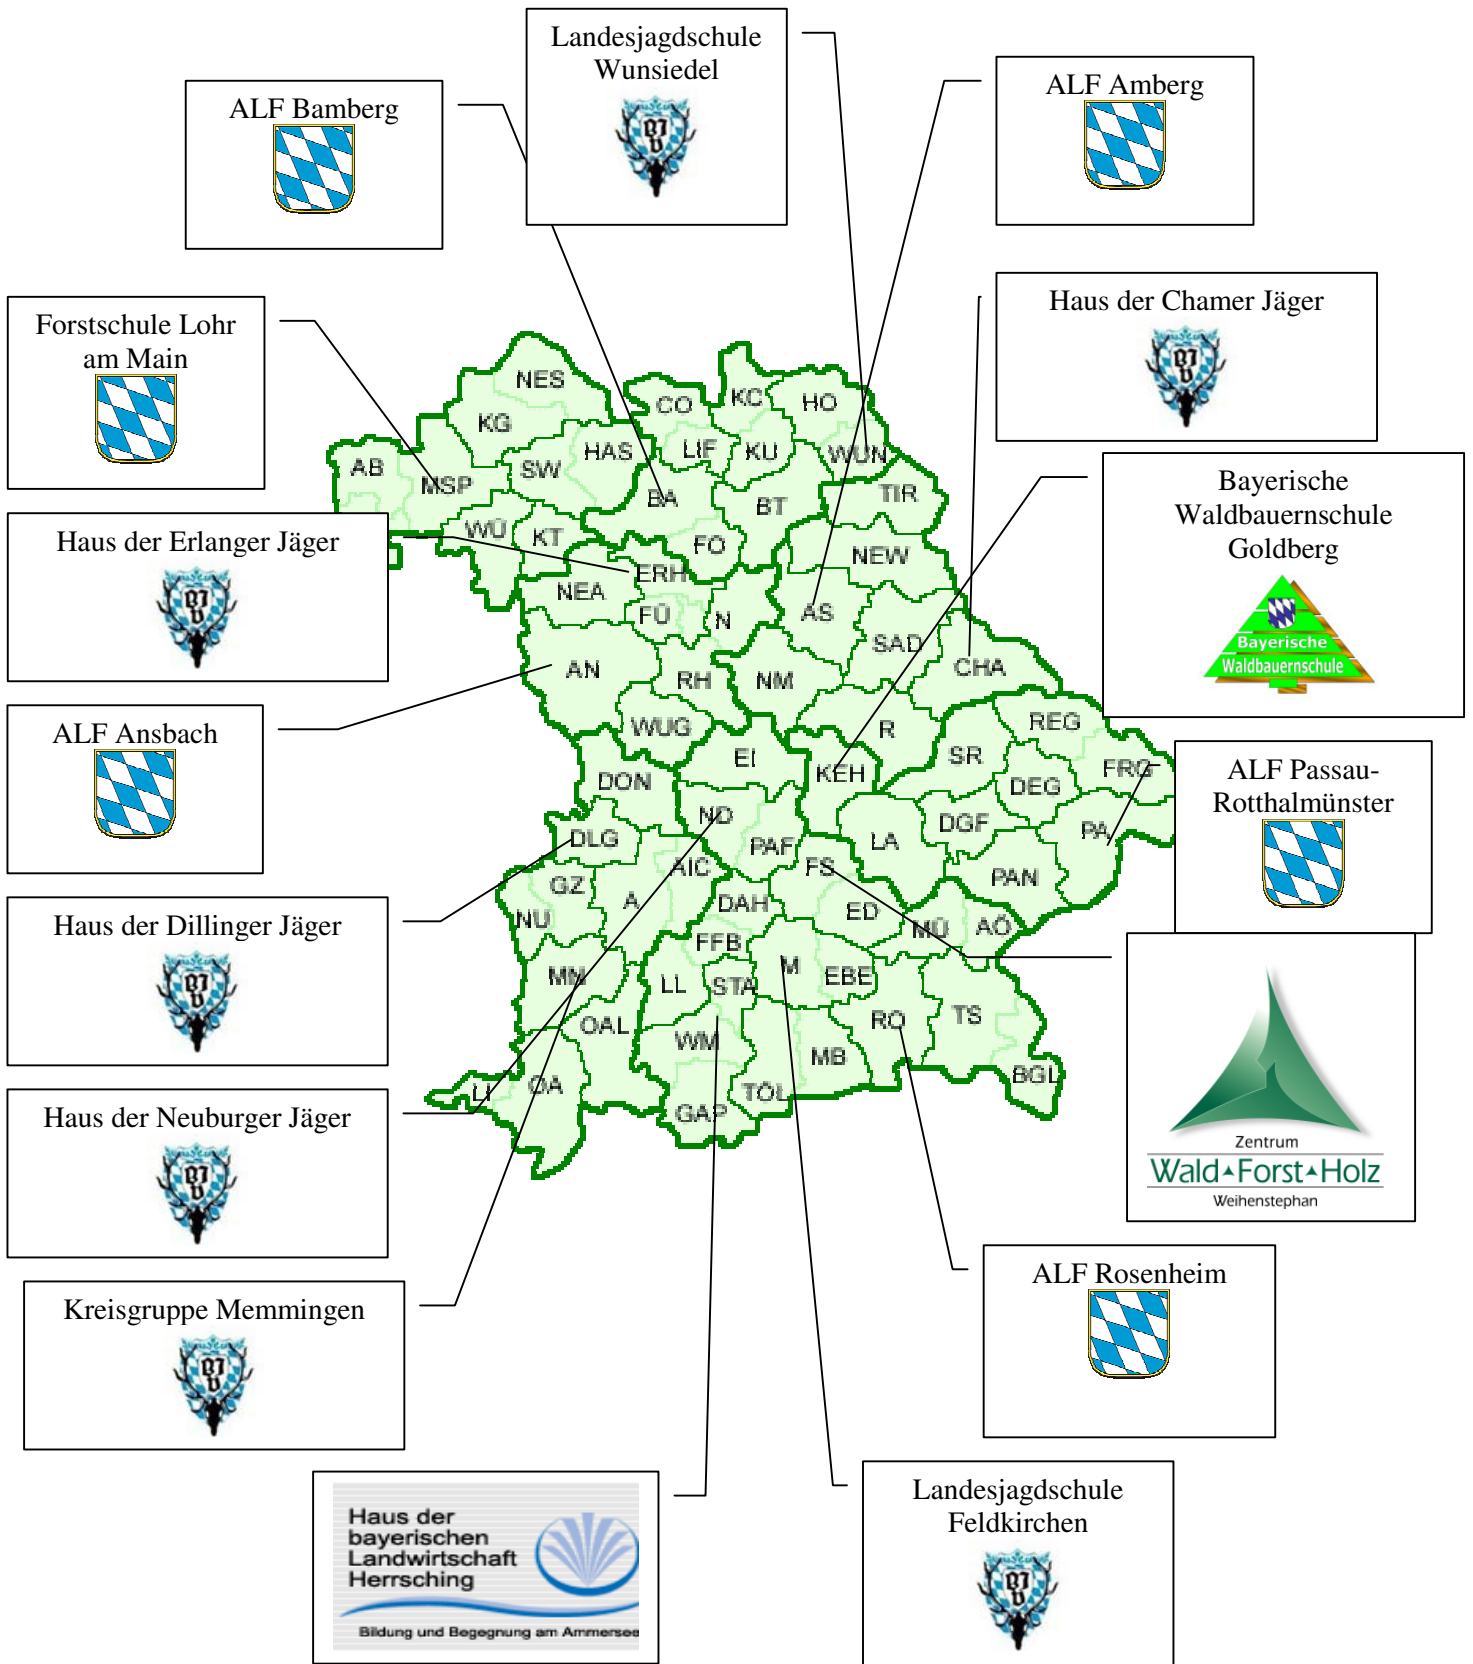 Landesjagdschule
Wunsiedel
ALF Bamberg
ALF Amberg
Forstschule Lohr
am Main
Haus der Chamer Jäger
Bayerische
Waldbauernschule
Goldberg
Bayerische
Waldbauernschule
Haus der Erlanger Jäger
ALF Ansbach
ALF Passau-
Rotthalmünster
Haus der Dillinger Jäger
Haus der Neuburger Jäger
Kreisgruppe Memmingen
Zentrum
Wald Forst Holz
Weihenstephan
ALF Rosenheim
Landesjagdschule
Feldkirchen
Haus der
bayerischen
Landwirtschaft
Herrsching
Bildung und Begegnung am Ammersee
NES
KG
CO
KC
HO
AB
MSP
SW
HAS
LIF
KU
WUN
BA
BT
TIR
WÜ
KT
FO
NEW
NEA
ERH
FÜ
N
AS
SAD
CHA
AN
RH
NM
WUG
R
REG
EI
KEH
SR
FRG
DON
DEG
ND
DGF
PA
DLG
PAF
LA
AIC
FS
PAN
GZ
A
DAH
ED
NU
MÜ
AÖ
FFB
MN
LL
STA
M
EBE
OAL
WM
RO
TS
MB
LI
OA
TÖL
BGL
GAP